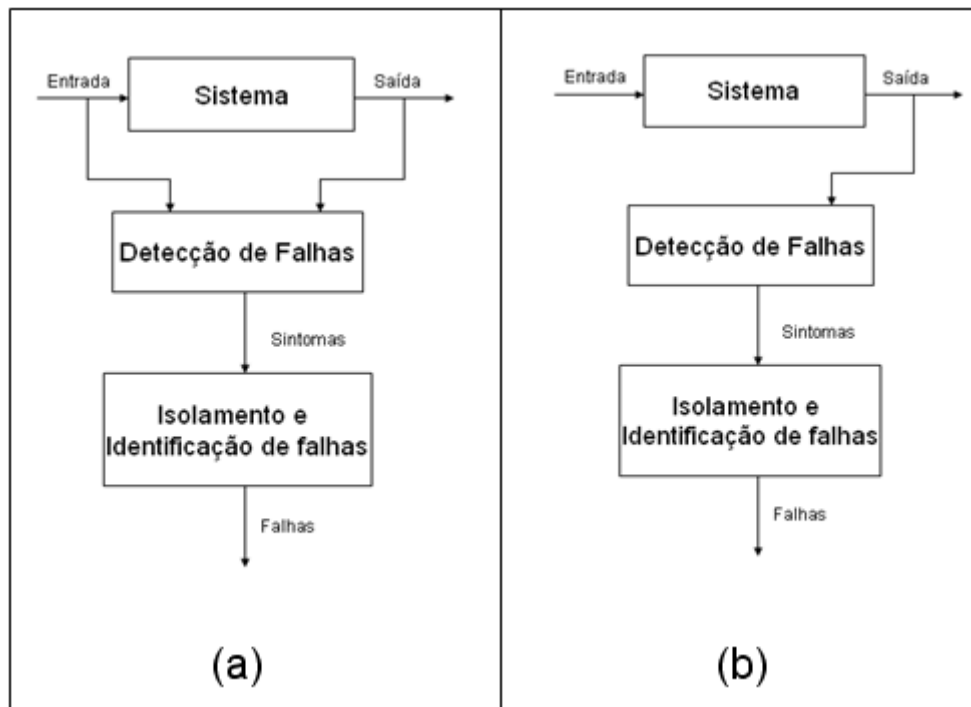 Entrada
Sistema
Saída
Detecção de Falhas
Sintomas
Isolamento e
Identificação de falhas
Falhas
(a)
Entrada
Sistema
Saída
Detecção de Falhas
Sintomas
Isolamento e
Identificação de falhas
Falhas
(b)